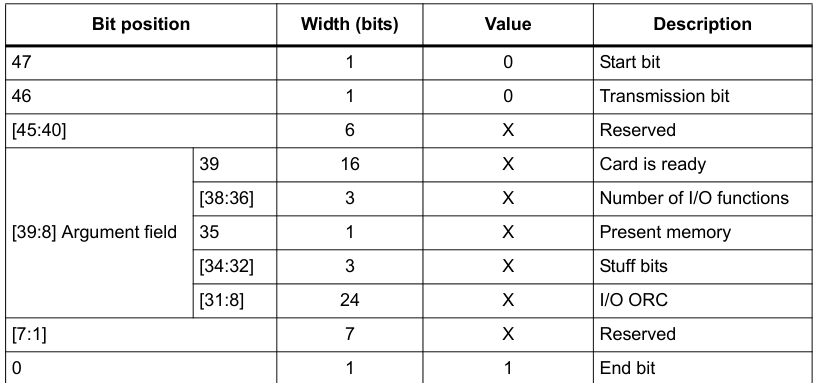 Bit position Width (bits) Value Description
47 1 0 Start bit
46 1 0 Transmission bit
[45:40] 6 X Reserved
[39:8] Argument field 39 16 X Card is ready
[38:36] 3 X Number of I/O functions
35 1 X Present memory
[34:32] 3 X Stuff bits
[31:8] 24 X I/O ORC
[7:1] 7 X Reserved
0 1 1 End bit